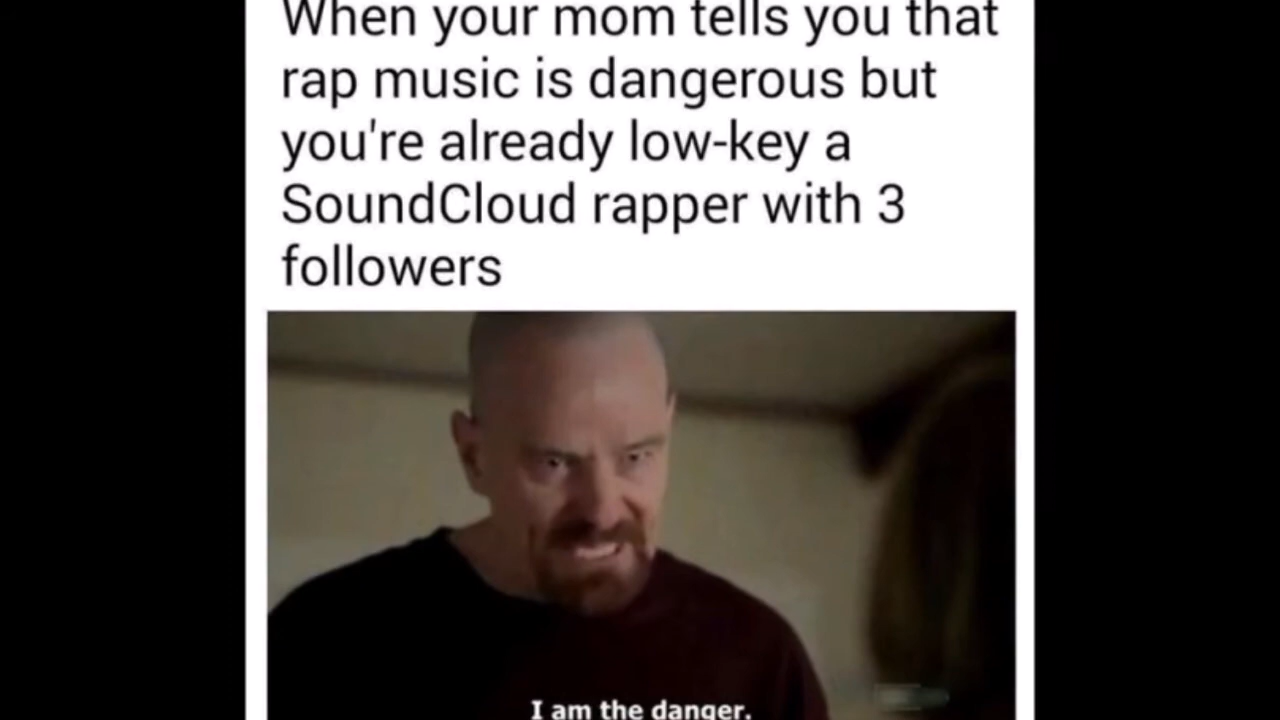 When your mom tells you that
rap music is dangerous but
you're already low-key a
SoundCloud rapper with 3
followers
I am the danger.